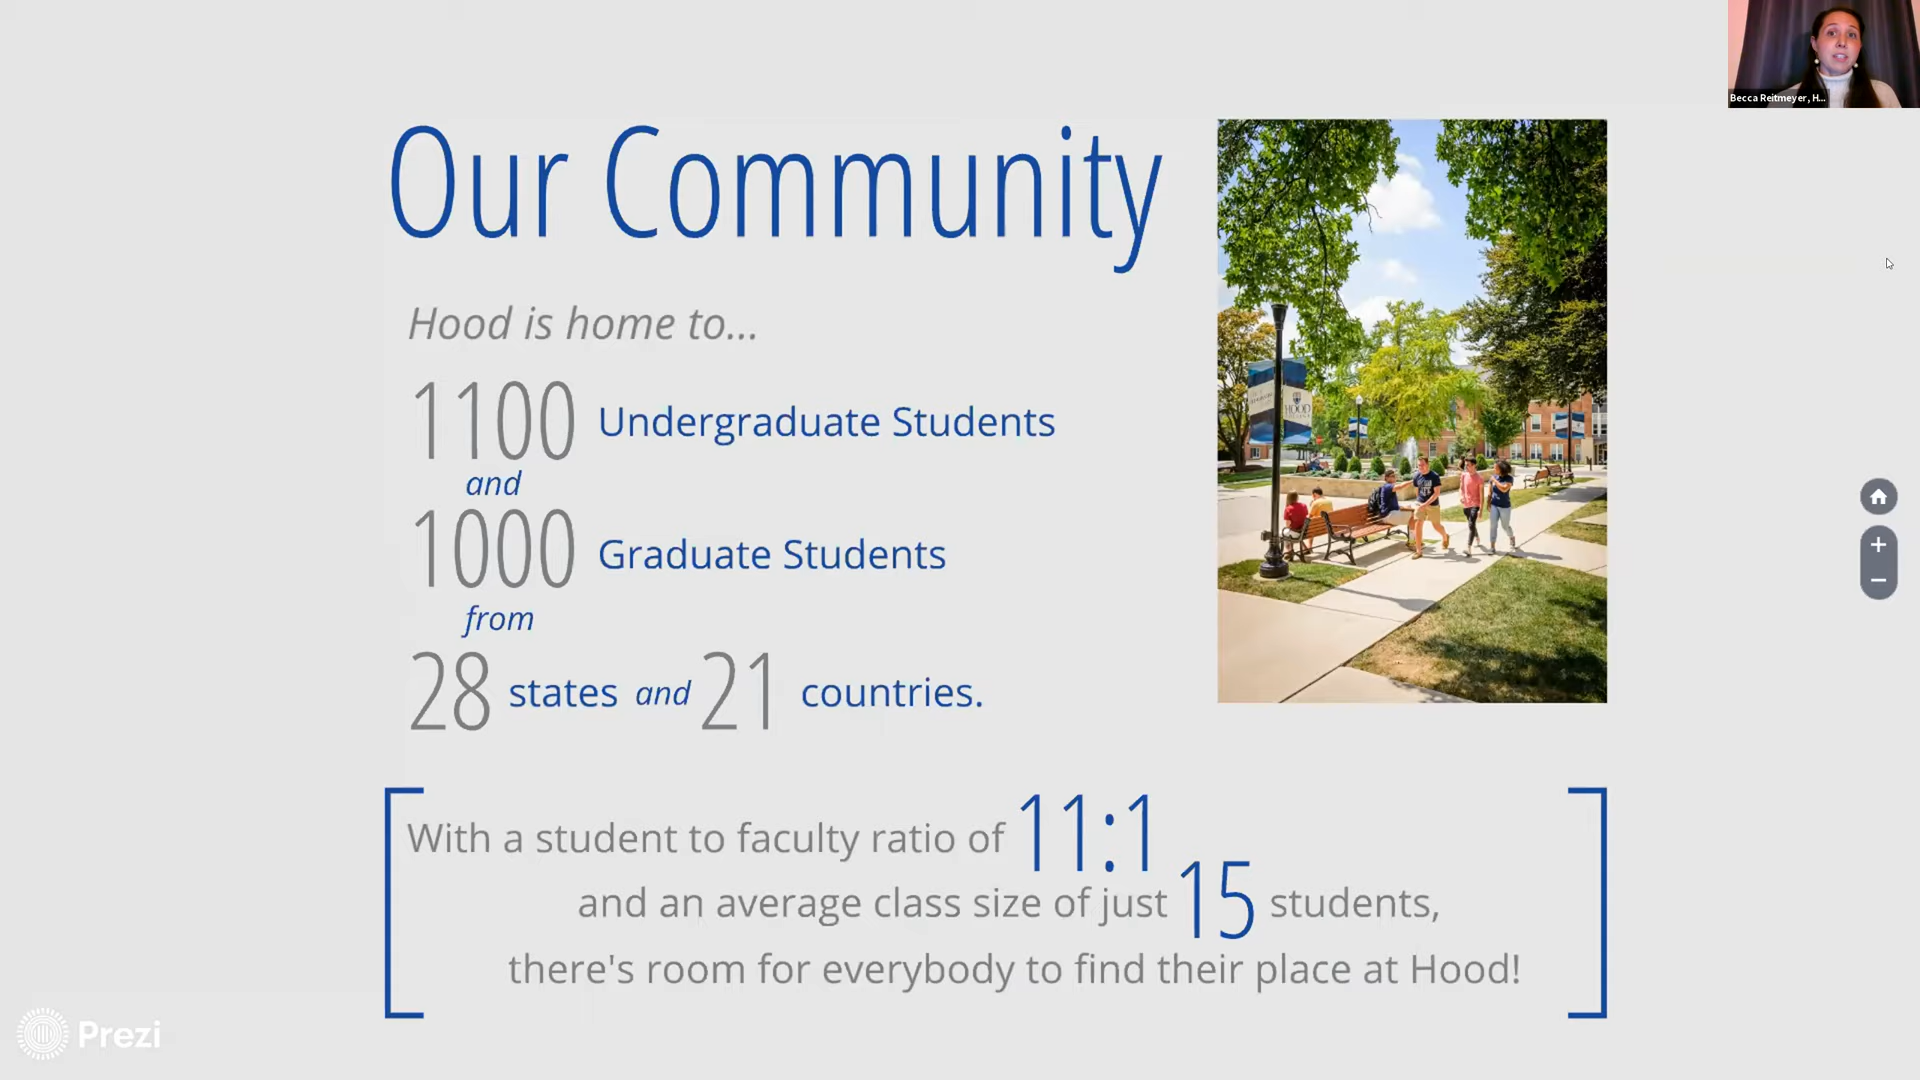 Becca Reitmeyer, H...
Our Community
Hood is home to...
1100 Undergraduate Students
and
1000 Graduate Students
from
28 states and 21 countries.
HOOD
With a student to faculty ratio of 11:1
and an average class size of just 15 students,
there's room for everybody to find their place at Hood!
Prezi